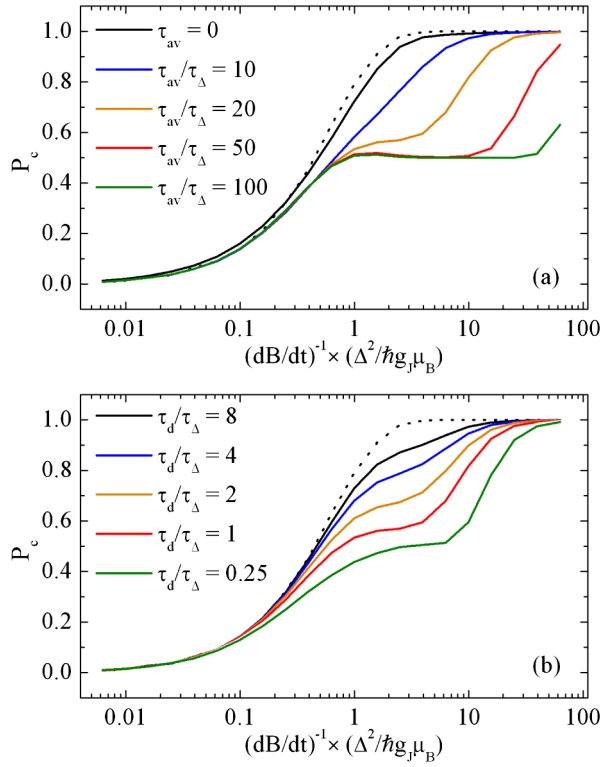 1.0
0.8
0.6
0.4
0.2
0.0
P_c
τ_av = 0
τ_av/τ_Δ = 10
τ_av/τ_Δ = 20
τ_av/τ_Δ = 50
τ_av/τ_Δ = 100
(a)
0.01 0.1 1 10 100
(dB/dt)⁻¹ × (Δ²/ħg_Jμ_B)
1.0
0.8
0.6
0.4
0.2
0.0
P_c
τ_d/τ_Δ = 8
τ_d/τ_Δ = 4
τ_d/τ_Δ = 2
τ_d/τ_Δ = 1
τ_d/τ_Δ = 0.25
(b)
0.01 0.1 1 10 100
(dB/dt)⁻¹ × (Δ²/ħg_Jμ_B)